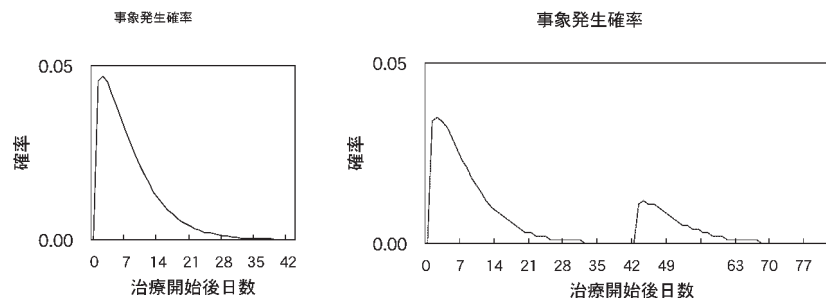 事象発生確率
0.05
確率
0.00
0 7 14 21 28 35 42
治療開始後日数
事象発生確率
0.05
確率
0.00
0 7 14 21 28 35 42 49 63 70 77
治療開始後日数